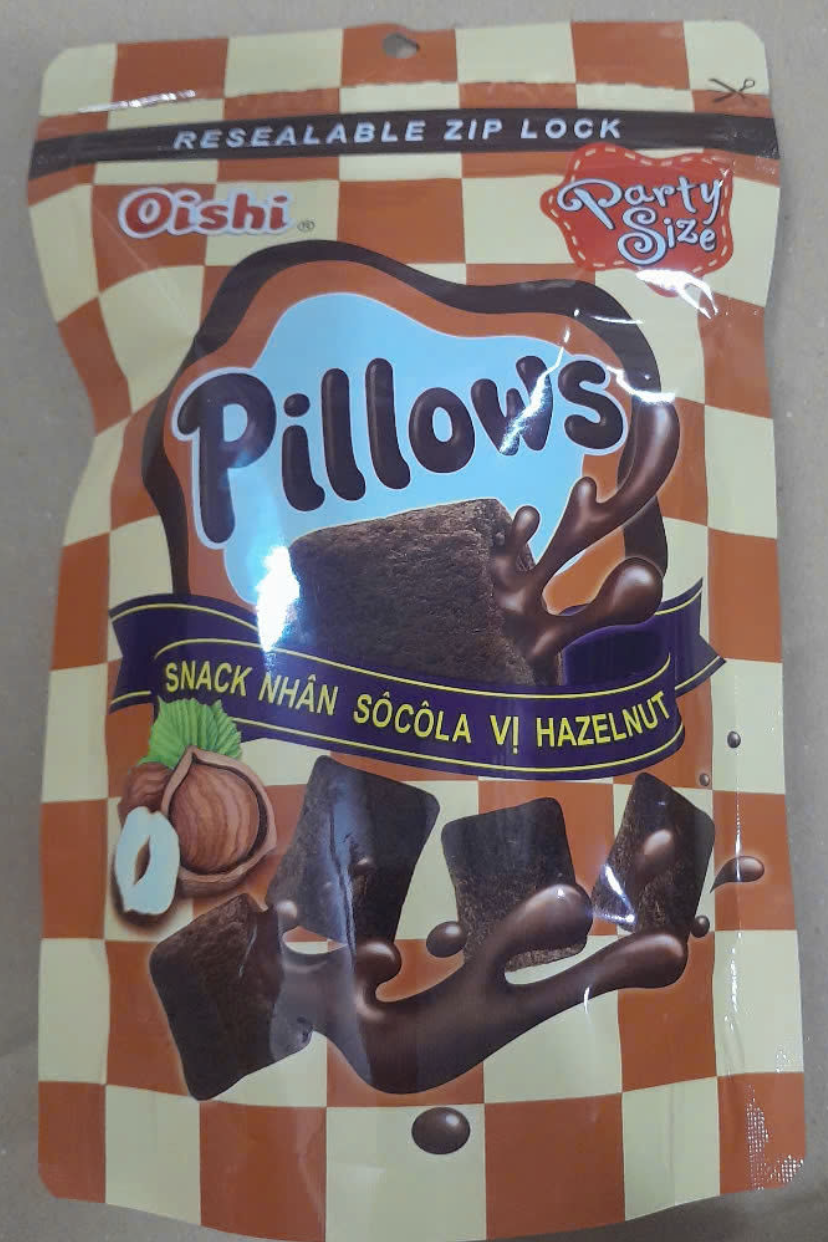 RESEALABLE ZIP LOCK
Oishi®
Party
Size
Pillows
SNACK NHÂN SÔCÔLA VỊ HAZELNUT